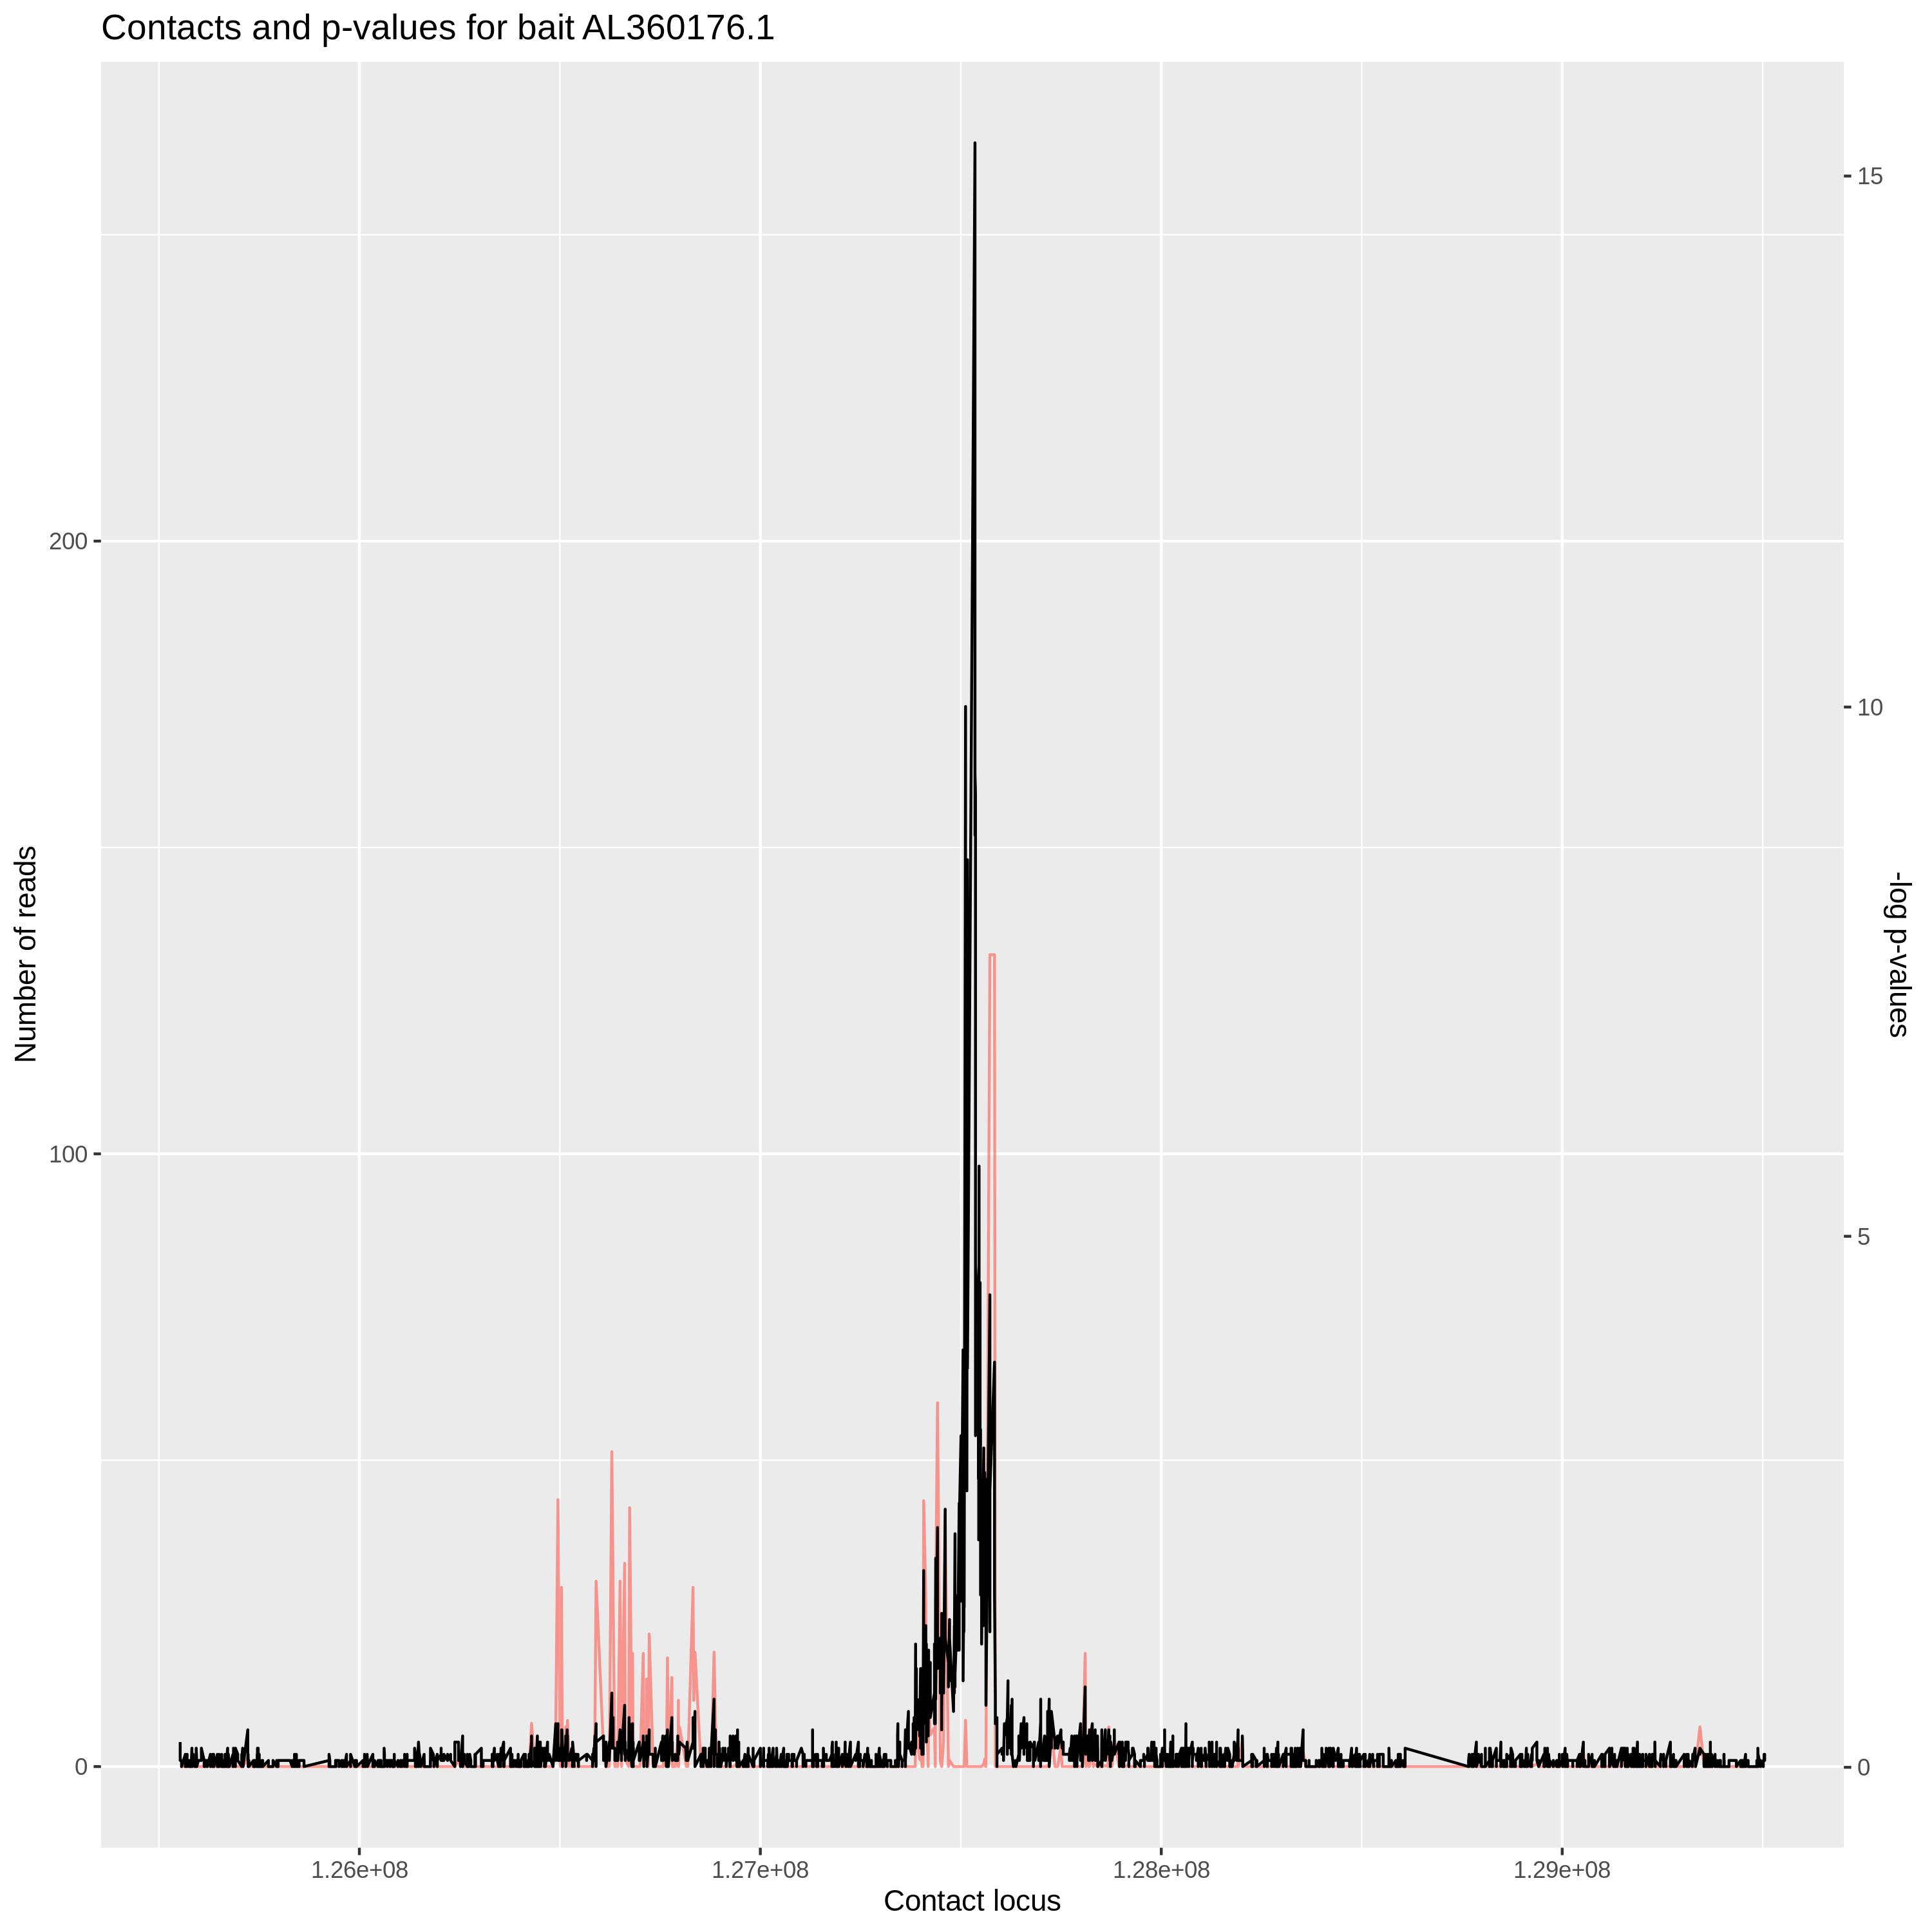 Contacts and p-values for bait AL360176.1
15
200
10
Number of reads
-log p-values
100
5
0
0
1.26e+08
1.27e+08
1.28e+08
1.29e+08
Contact locus